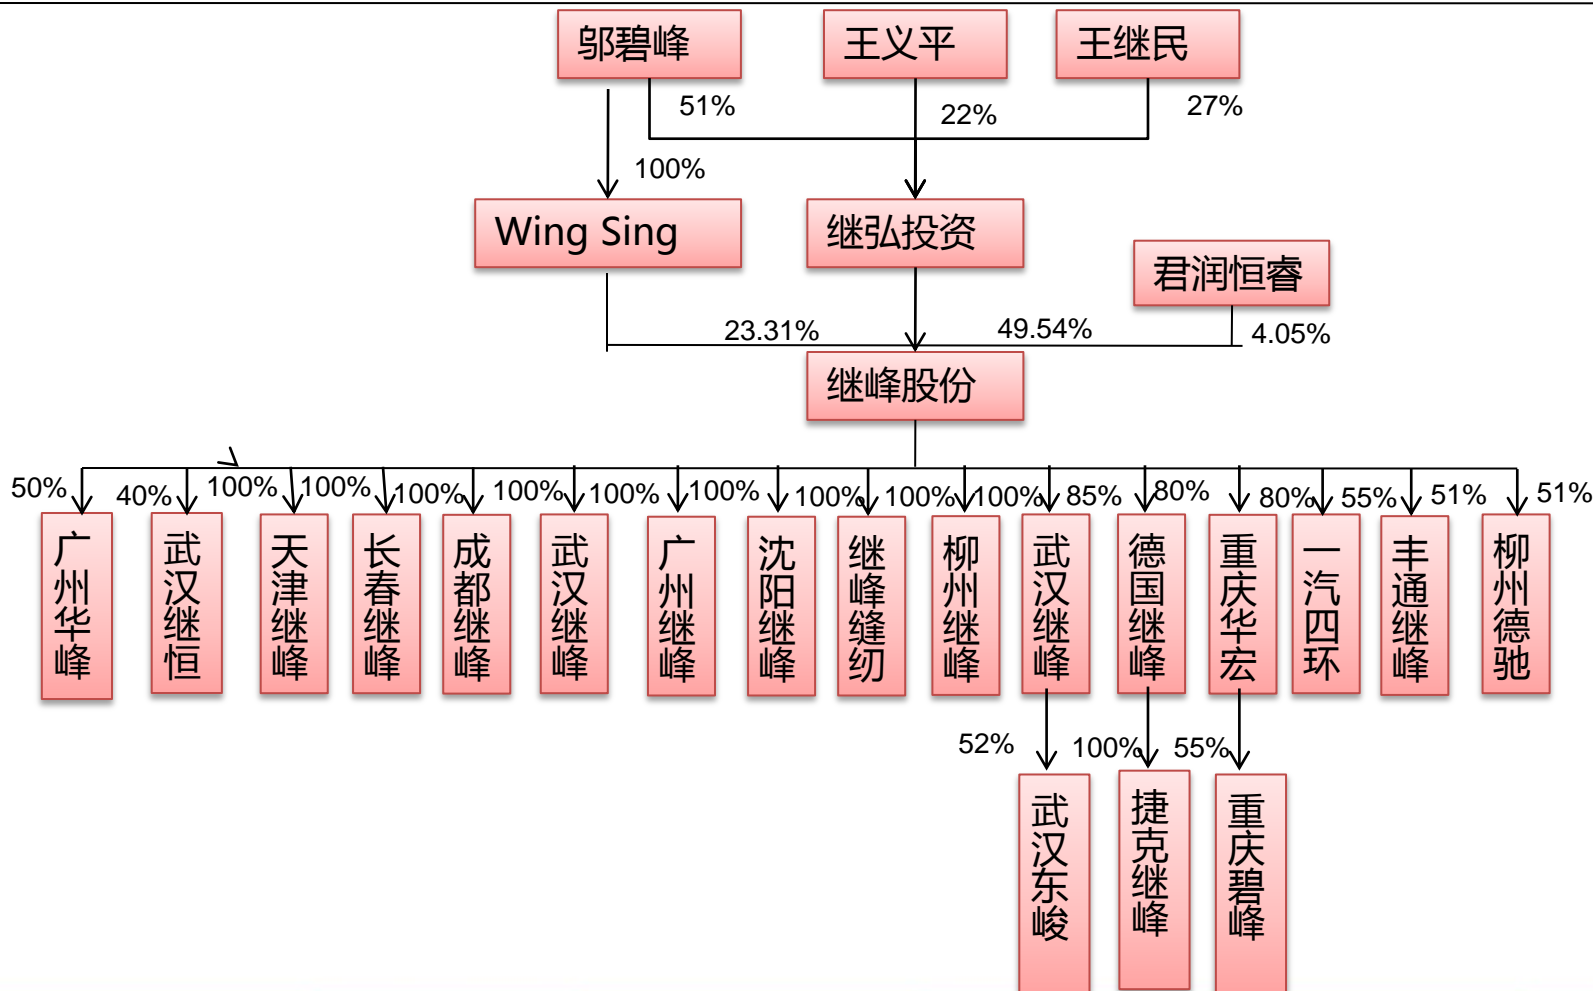 邬碧峰
王义平
王继民
51%
22%
27%
100%
Wing Sing
继弘投资
君润恒睿
23.31%
49.54%
4.05%
继峰股份
50%
40%
100%
100%
100%
100%
100%
100%
100%
100%
100%
85%
80%
80%
55%
51%
51%
广州华峰
武汉继恒
天津继峰
长春继峰
成都继峰
武汉继峰
广州继峰
沈阳继峰
继峰缝纫
柳州继峰
武汉继峰
德国继峰
重庆华宏
一汽四环
丰通继峰
柳州德驰
52%
100%
55%
武汉东峻
捷克继峰
重庆碧峰